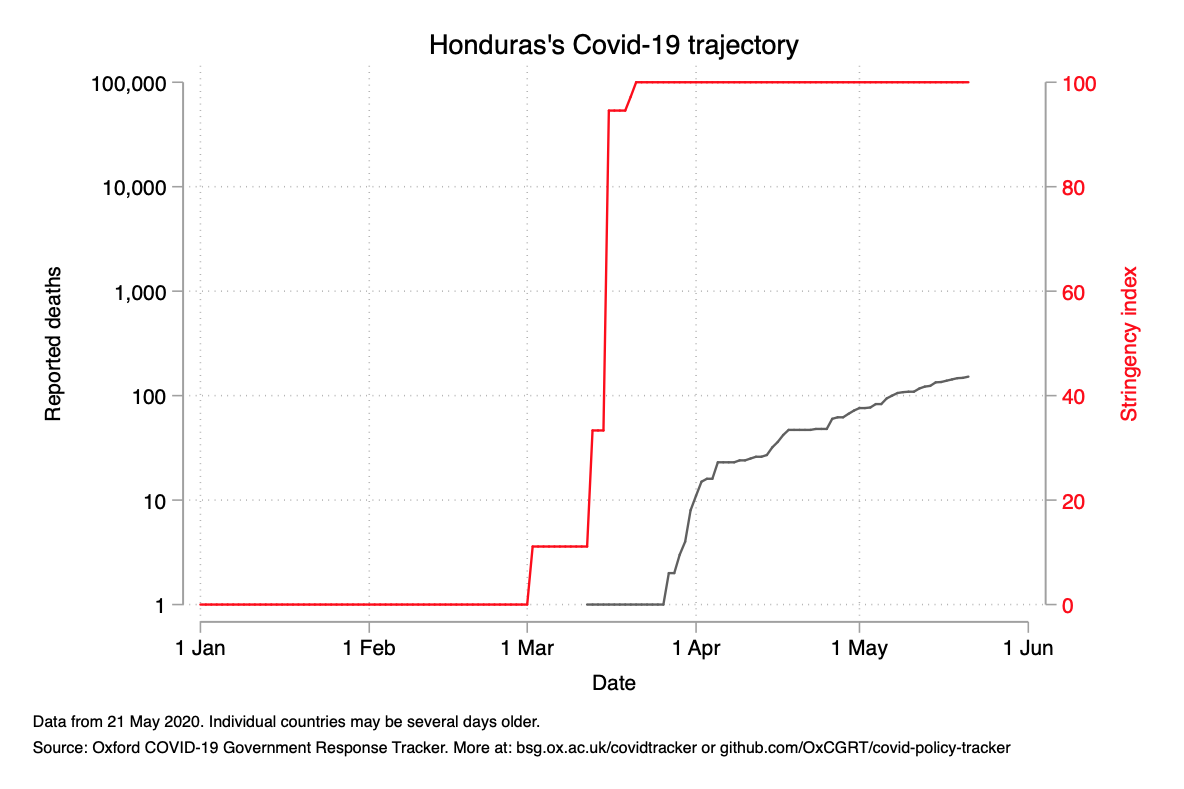 Honduras's Covid-19 trajectory
100,000
10,000
1,000
100
10
1
Reported deaths
100
80
60
40
20
0
Stringency index
1 Jan
1 Feb
1 Mar
1 Apr
1 May
1 Jun
Date
Data from 21 May 2020. Individual countries may be several days older.
Source: Oxford COVID-19 Government Response Tracker. More at: bsg.ox.ac.uk/covidtracker or github.com/OxCGRT/covid-policy-tracker